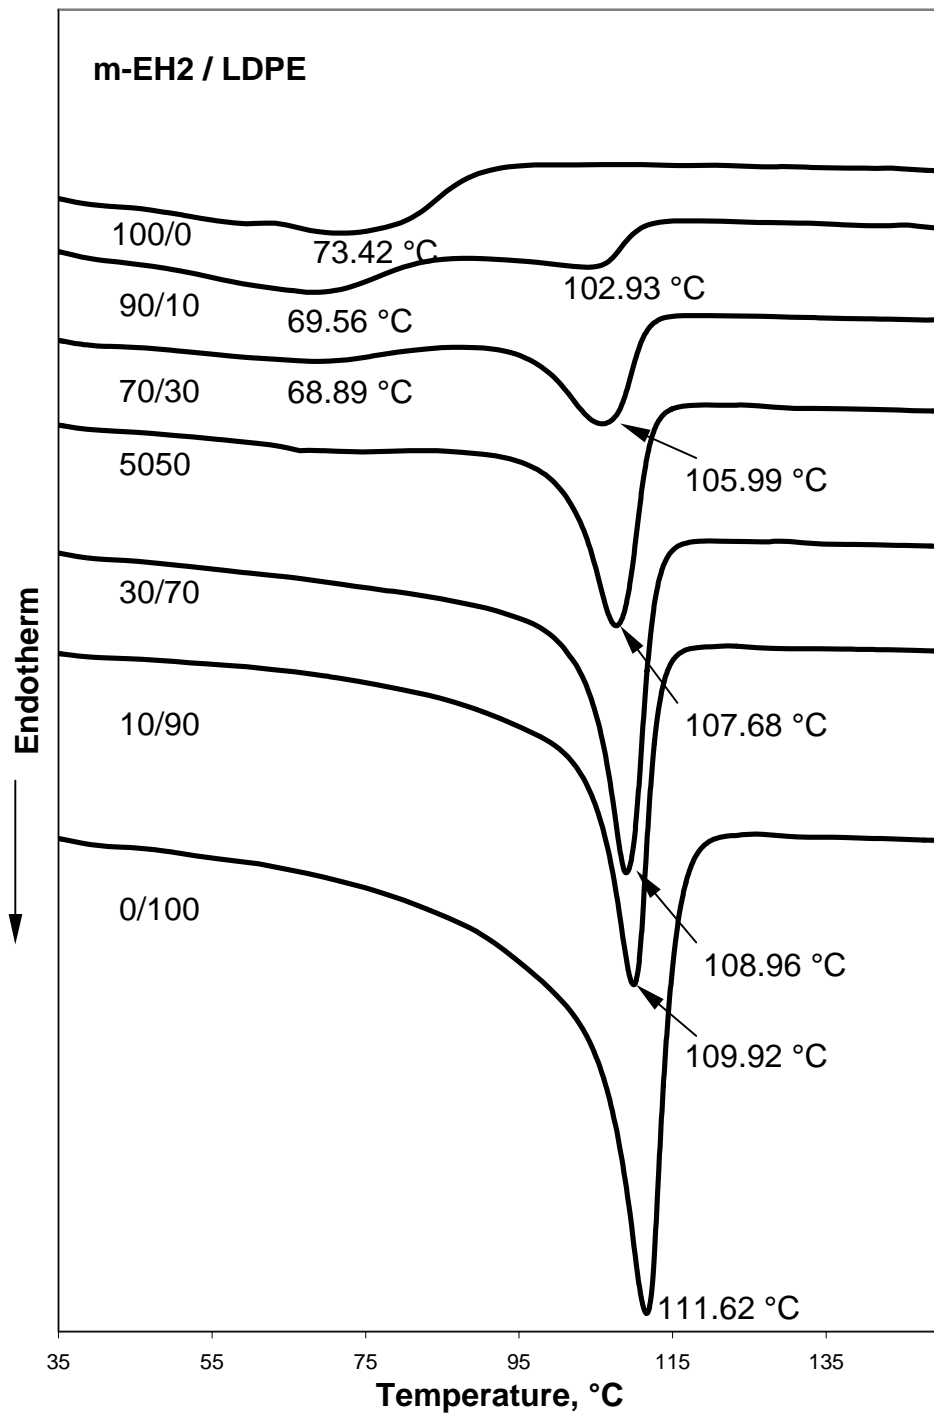 m-EH2 / LDPE
100/0
73.42 °C
90/10
102.93 °C
69.56 °C
70/30
68.89 °C
5050
105.99 °C
30/70
10/90
107.68 °C
0/100
108.96 °C
109.92 °C
111.62 °C
Endotherm
35 55 75 95 115 135
Temperature, °C